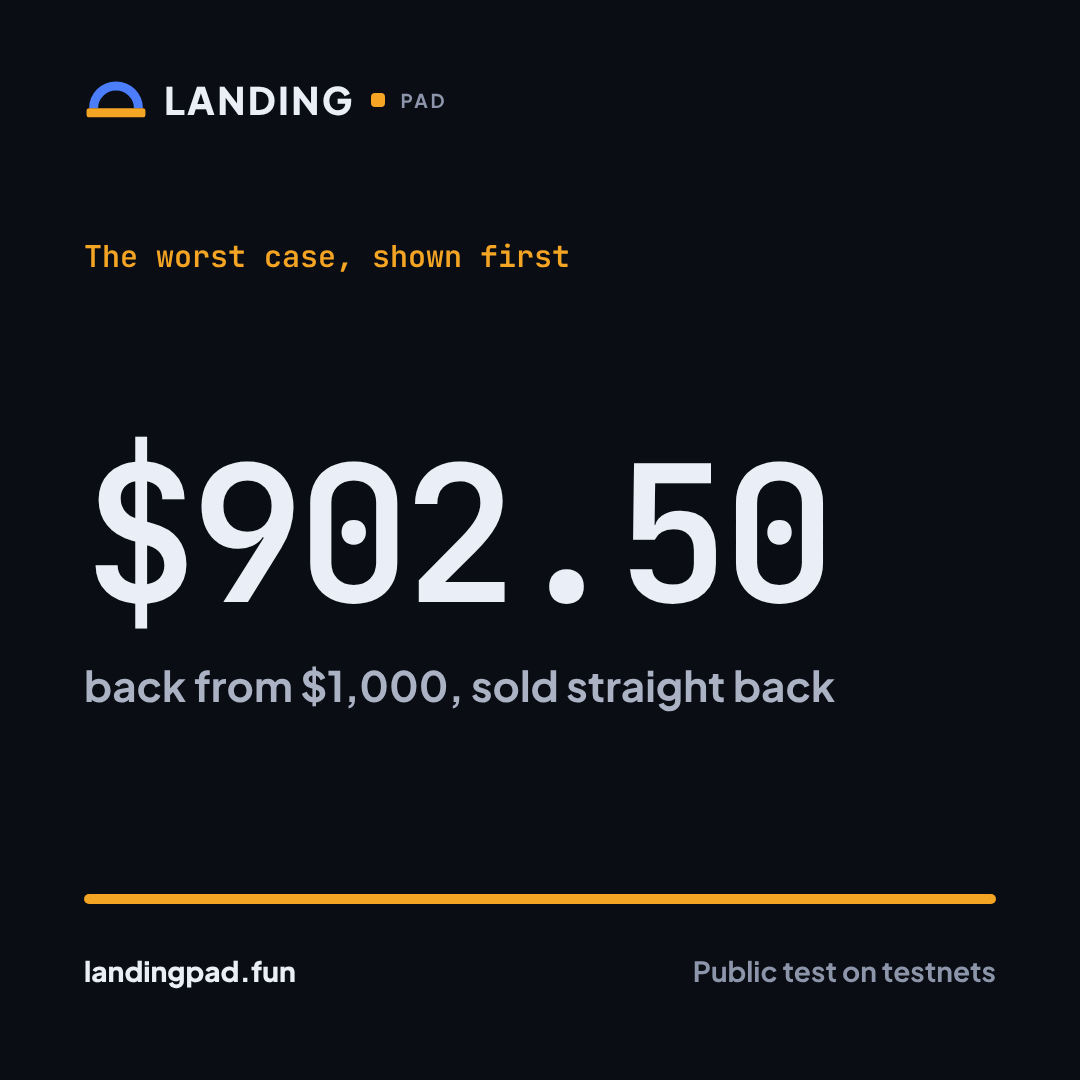 LANDING PAD
The worst case, shown first
$902.50
back from $1,000, sold straight back
landingpad.fun
Public test on testnets